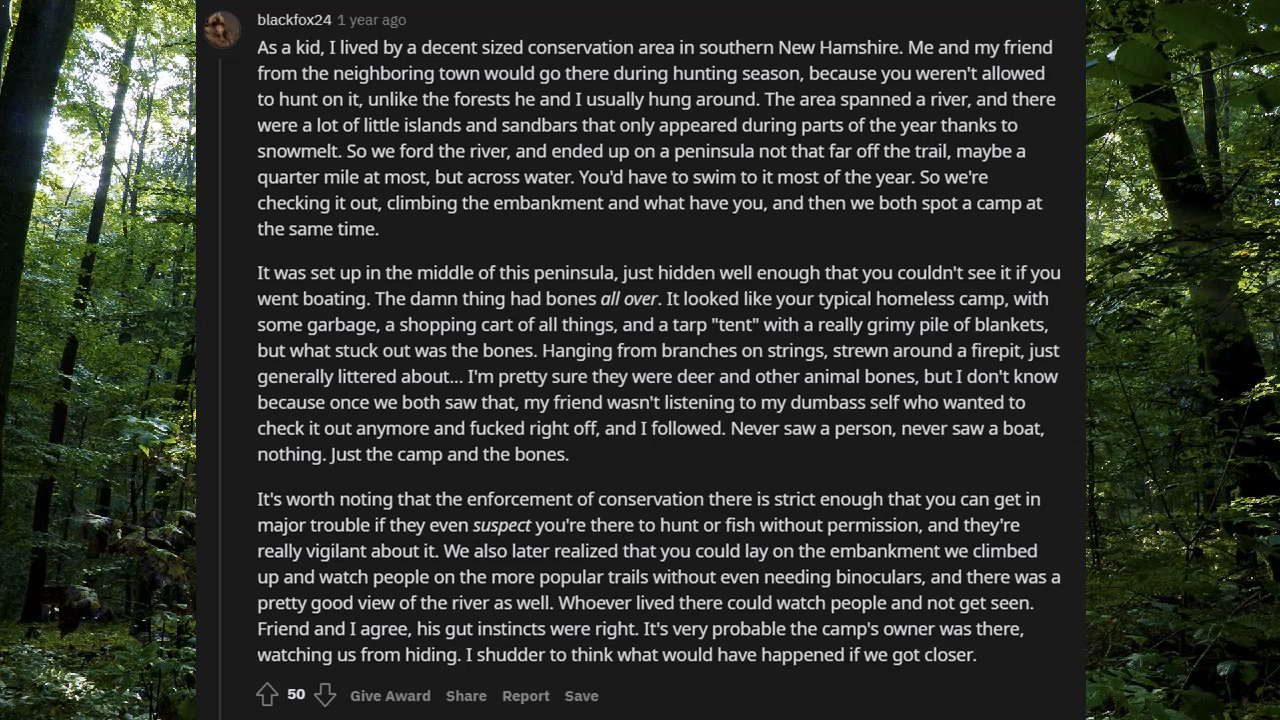 blackfox24 1 year ago
As a kid, I lived by a decent sized conservation area in southern New Hamshire. Me and my friend
from the neighboring town would go there during hunting season, because you weren't allowed
to hunt on it, unlike the forests he and I usually hung around. The area spanned a river, and there
were a lot of little islands and sandbars that only appeared during parts of the year thanks to
snowmelt. So we ford the river, and ended up on a peninsula not that far off the trail, maybe a
quarter mile at most, but across water. You'd have to swim to it most of the year. So we're
checking it out, climbing the embankment and what have you, and then we both spot a camp at
the same time.
It was set up in the middle of this peninsula, just hidden well enough that you couldn't see it if you
went boating. The damn thing had bones all over. It looked like your typical homeless camp, with
some garbage, a shopping cart of all things, and a tarp "tent" with a really grimy pile of blankets,
but what stuck out was the bones. Hanging from branches on strings, strewn around a firepit, just
generally littered about... I'm pretty sure they were deer and other animal bones, but I don't know
because once we both saw that, my friend wasn't listening to my dumbass self who wanted to
check it out anymore and fucked right off, and I followed. Never saw a person, never saw a boat,
nothing. Just the camp and the bones.
It's worth noting that the enforcement of conservation there is strict enough that you can get in
major trouble if they even suspect you're there to hunt or fish without permission, and they're
really vigilant about it. We also later realized that you could lay on the embankment we climbed
up and watch people on the more popular trails without even needing binoculars, and there was a
pretty good view of the river as well. Whoever lived there could watch people and not get seen.
Friend and I agree, his gut instincts were right. It's very probable the camp's owner was there,
watching us from hiding. I shudder to think what would have happened if we got closer.
50 Give Award Share Report Save